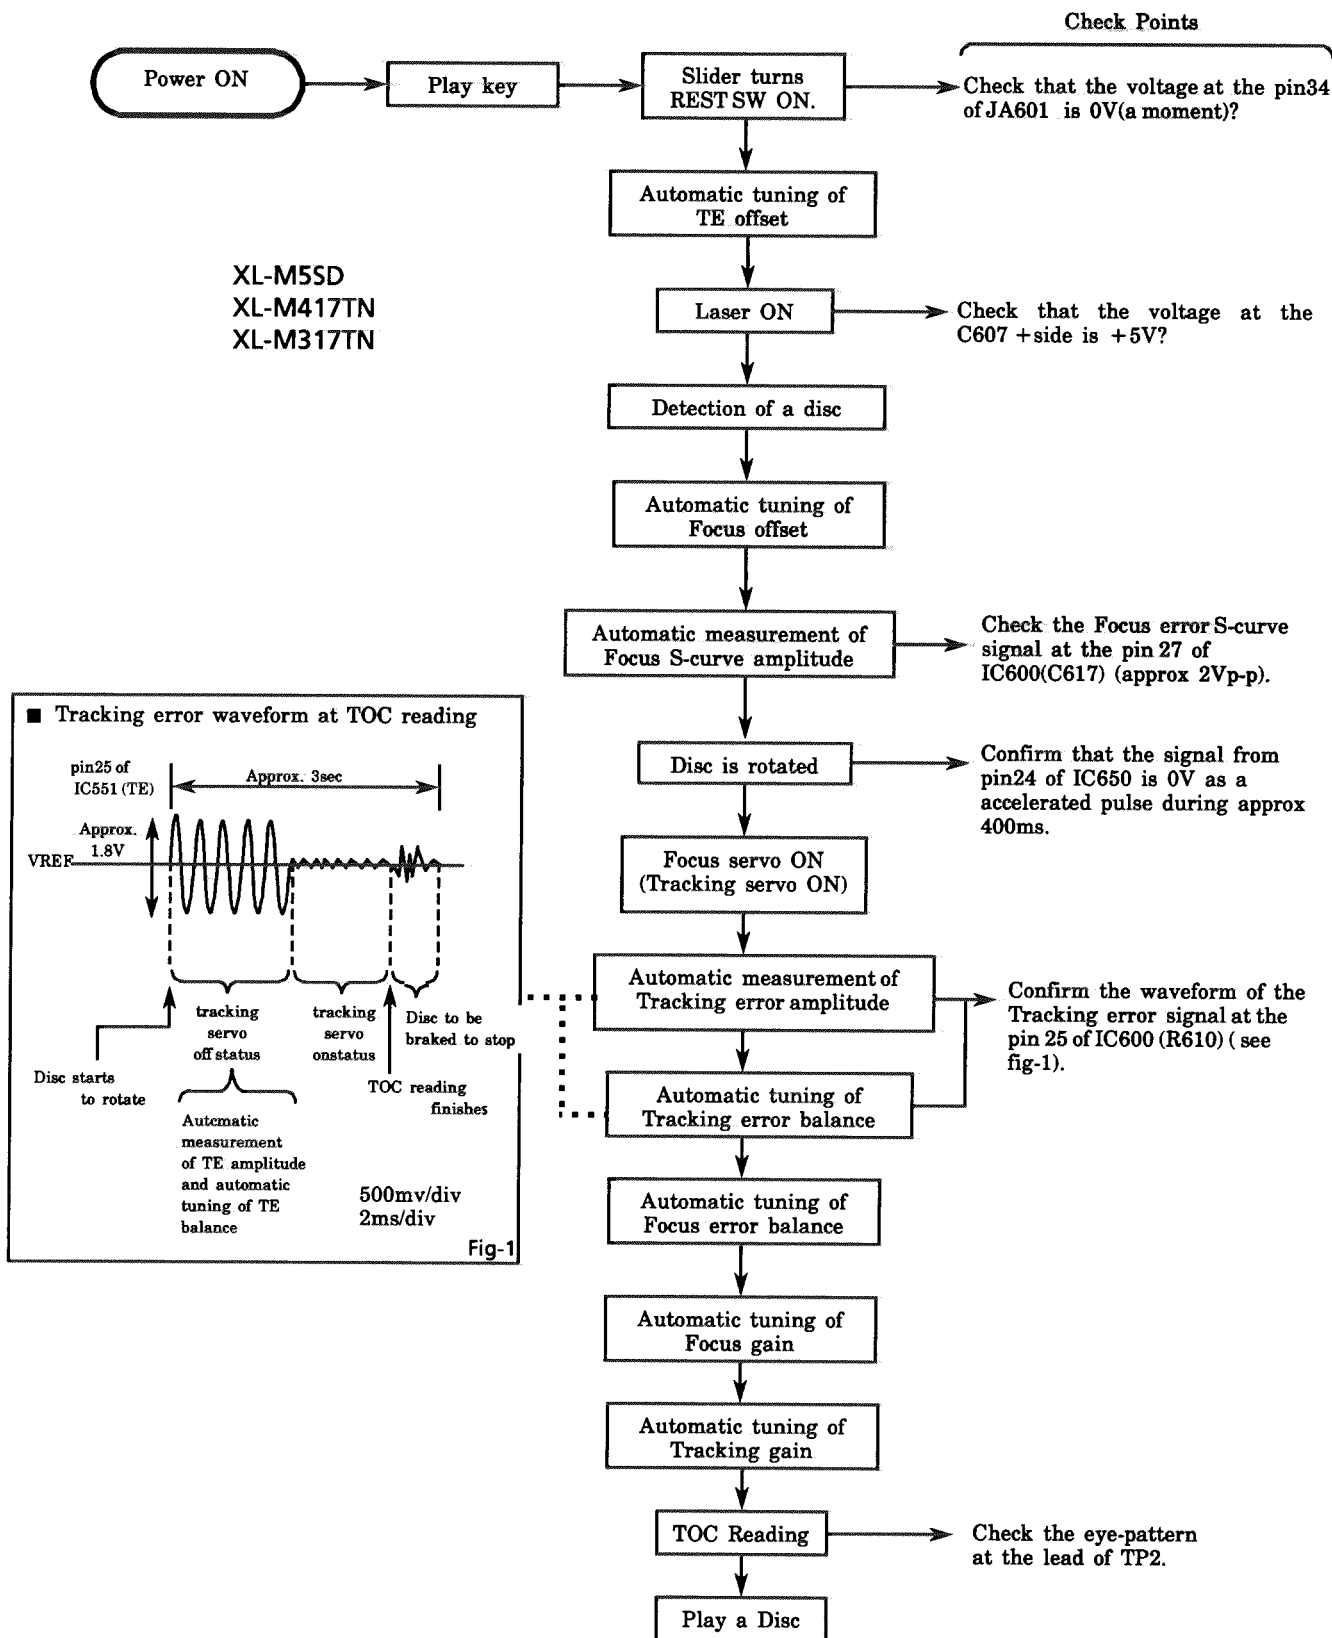 Check Points
Power ON
Play key
Slider turns
REST SW ON.
Check that the voltage at the pin34
of JA601 is 0V(a moment)?
Automatic tuning of
TE offset
XL-M5SD
XL-M417TN
XL-M317TN
Laser ON
Check that the voltage at the
C607 +side is +5V?
Detection of a disc
Automatic tuning of
Focus offset
Automatic measurement of
Focus S-curve amplitude
Check the Focus error S-curve
signal at the pin 27 of
IC600(C617) (approx 2Vp-p).
Disc is rotated
Confirm that the signal from
pin24 of IC650 is 0V as a
accelerated pulse during approx
400ms.
Focus servo ON
(Tracking servo ON)
Automatic measurement of
Tracking error amplitude
Confirm the waveform of the
Tracking error signal at the
pin 25 of IC600 (R610) ( see
fig-1).
Automatic tuning of
Tracking error balance
Automatic tuning of
Focus error balance
Automatic tuning of
Focus gain
Automatic tuning of
Tracking gain
TOC Reading
Check the eye-pattern
at the lead of TP2.
Play a Disc
■ Tracking error waveform at TOC reading
pin25 of
IC551 (TE)
Approx. 3sec
Approx.
1.8V
VREF
tracking
servo
off status
tracking
servo
onstatus
Disc to be
braked to stop
Disc starts
to rotate
TOC reading
finishes
Autcmatic
measurement
of TE amplitude
and automatic
tuning of TE
balance
500mv/div
2ms/div
Fig-1